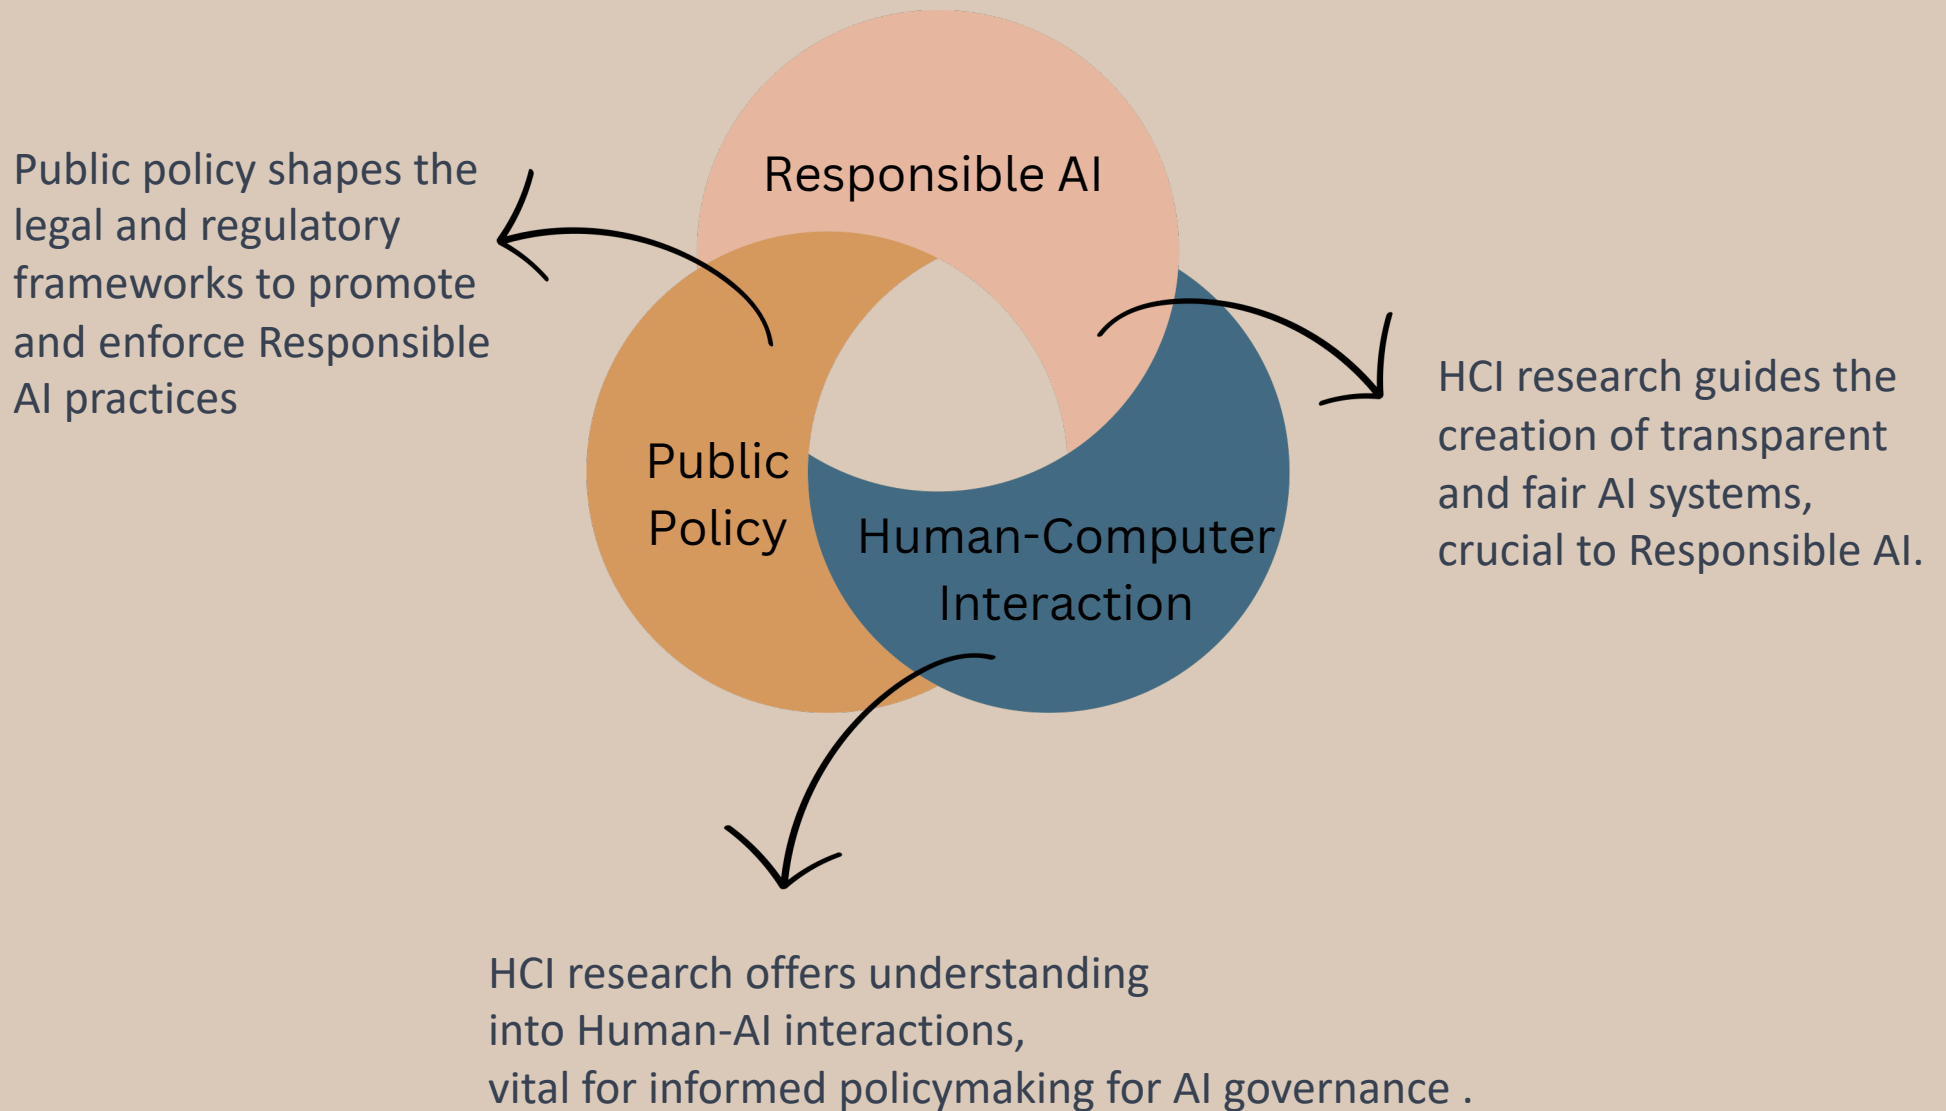 Responsible AI
Public policy shapes the
legal and regulatory
frameworks to promote
and enforce Responsible
AI practices
HCI research guides the
creation of transparent
and fair AI systems,
crucial to Responsible AI.
Public
Policy
Human-Computer
Interaction
HCI research offers understanding
into Human-AI interactions,
vital for informed policymaking for AI governance .